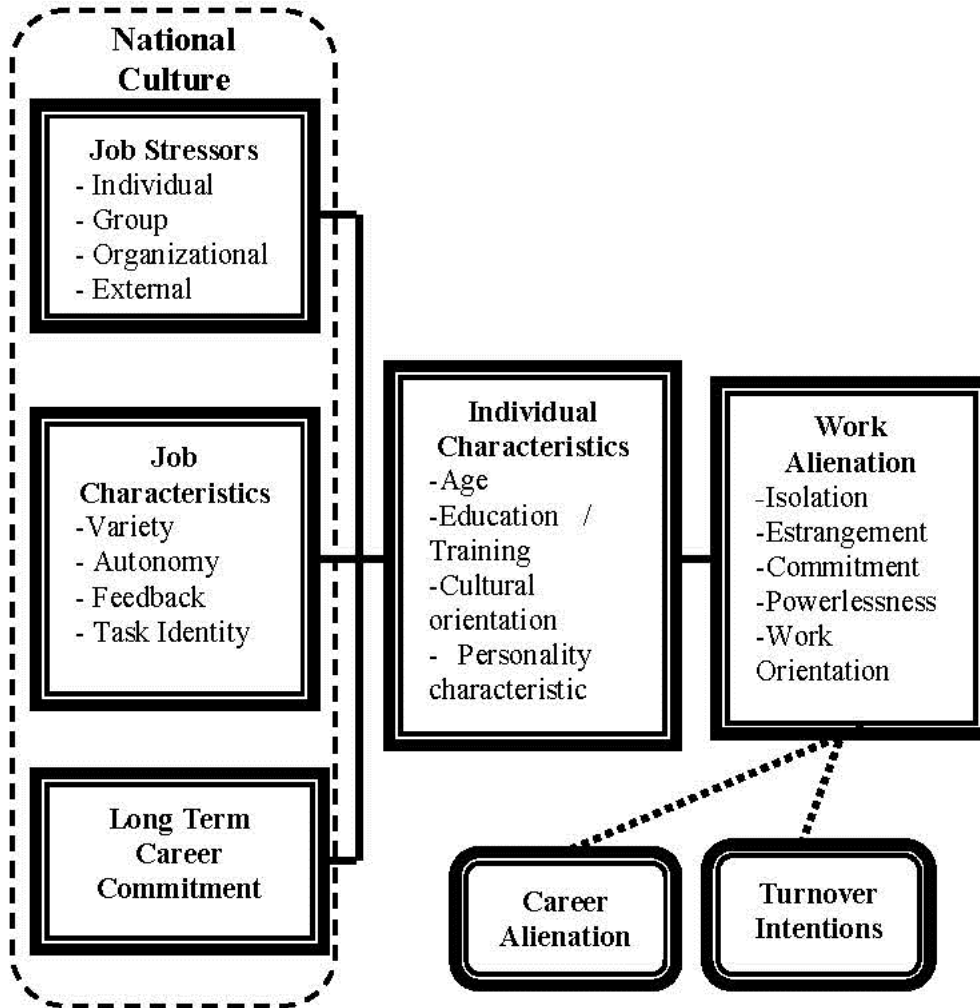 National
Culture
Job Stressors
- Individual
- Group
- Organizational
- External
Job
Characteristics
-Variety
- Autonomy
- Feedback
- Task Identity
Long Term
Career
Commitment
Individual
Characteristics
-Age
-Education /
Training
-Cultural
orientation
- Personality
characteristic
Work
Alienation
-Isolation
-Estrangement
-Commitment
-Powerlessness
-Work
Orientation
Career
Alienation
Turnover
Intentions